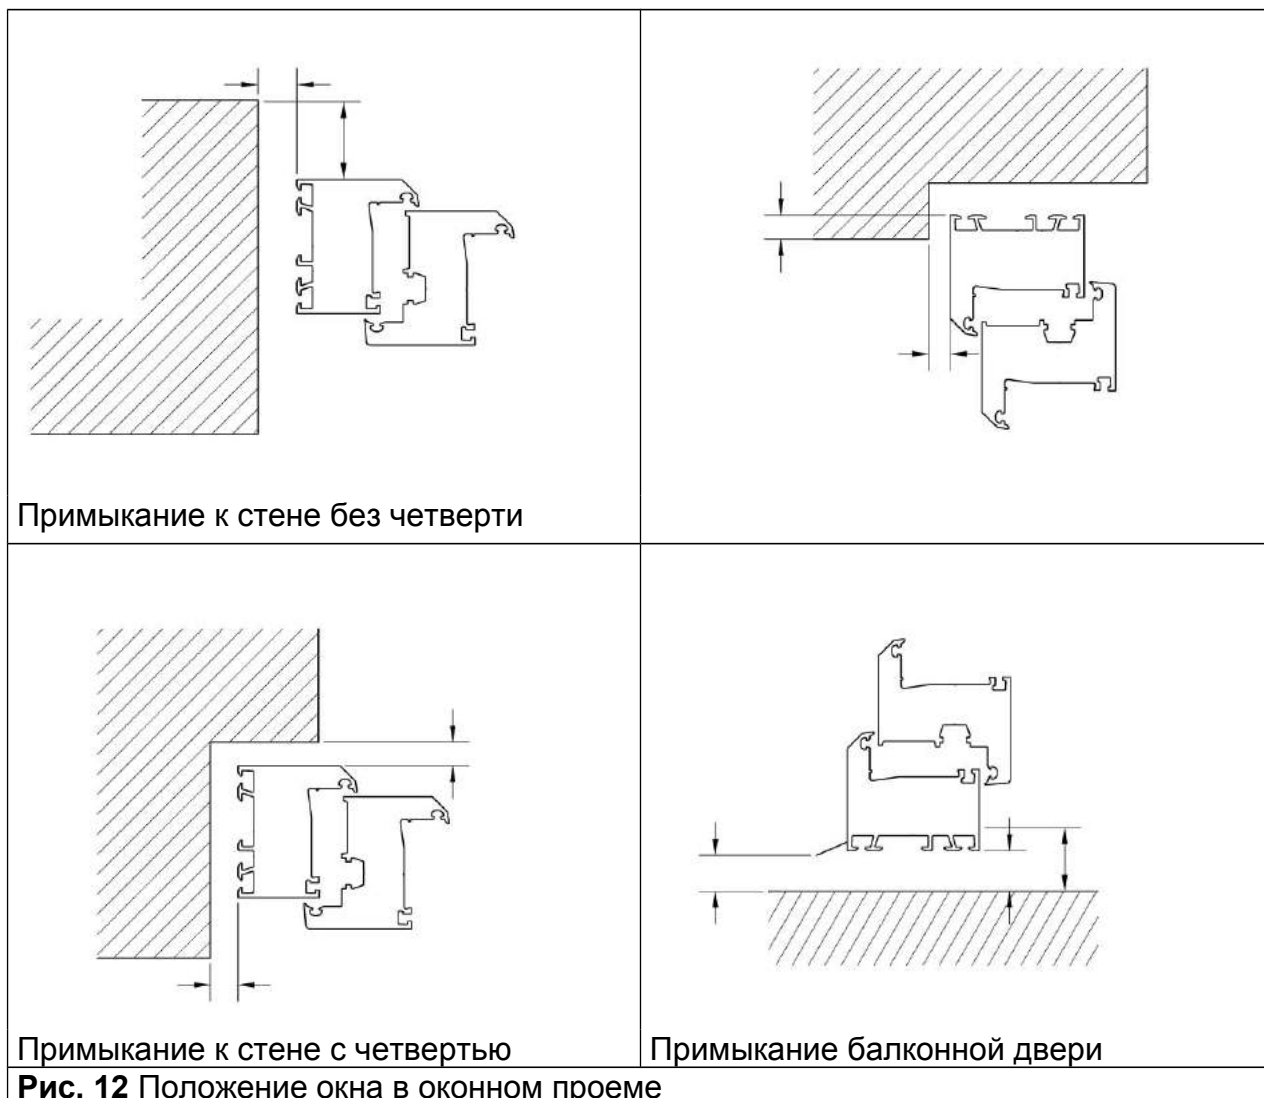 Примыкание к стене без четверти
Примыкание к стене с четвертью
Примыкание балконной двери
Рис. 12 Положение окна в оконном проеме